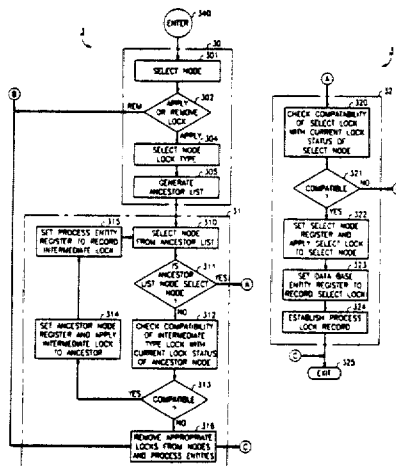 ENTER
340
3
30
301
SELECT NODE
B
302
APPLY
OR REMOVE
LOCK
REM
APPLY
304
SELECT NODE
LOCK TYPE
305
GENERATE
ANCESTOR LIST
31
315
SET PROCESS ENTITY
REGISTER TO RECORD
INTERMEDIATE LOCK
310
SELECT NODE
FROM ANCESTOR LIST
311
IS
ANCESTOR
LIST NODE SELECT
NODE
?
YES
A
NO
314
SET ANCESTOR NODE
REGISTER AND APPLY
INTERMEDIATE LOCK
TO ANCESTOR
312
CHECK COMPATIBILITY
OF INTERMEDIATE
TYPE LOCK WITH
CURRENT LOCK STATUS
OF ANCESTOR NODE
313
COMPATIBLE
?
YES
NO
316
REMOVE APPROPRIATE
LOCKS FROM NODES
AND PROCESS ENTITIES
C
A
32
320
CHECK COMPATABILITY
OF SELECT LOCK
WITH CURRENT LOCK
STATUS OF
SELECT NODE
321
COMPATIBLE
?
NO
YES
322
SET SELECT NODE
REGISTER AND
APPLY SELECT LOCK
TO SELECT NODE
323
SET DATA BASE
ENTITY REGISTER TO
RECORD SELECT LOCK
324
ESTABLISH PROCESS
LOCK RECORD
C
325
EXIT